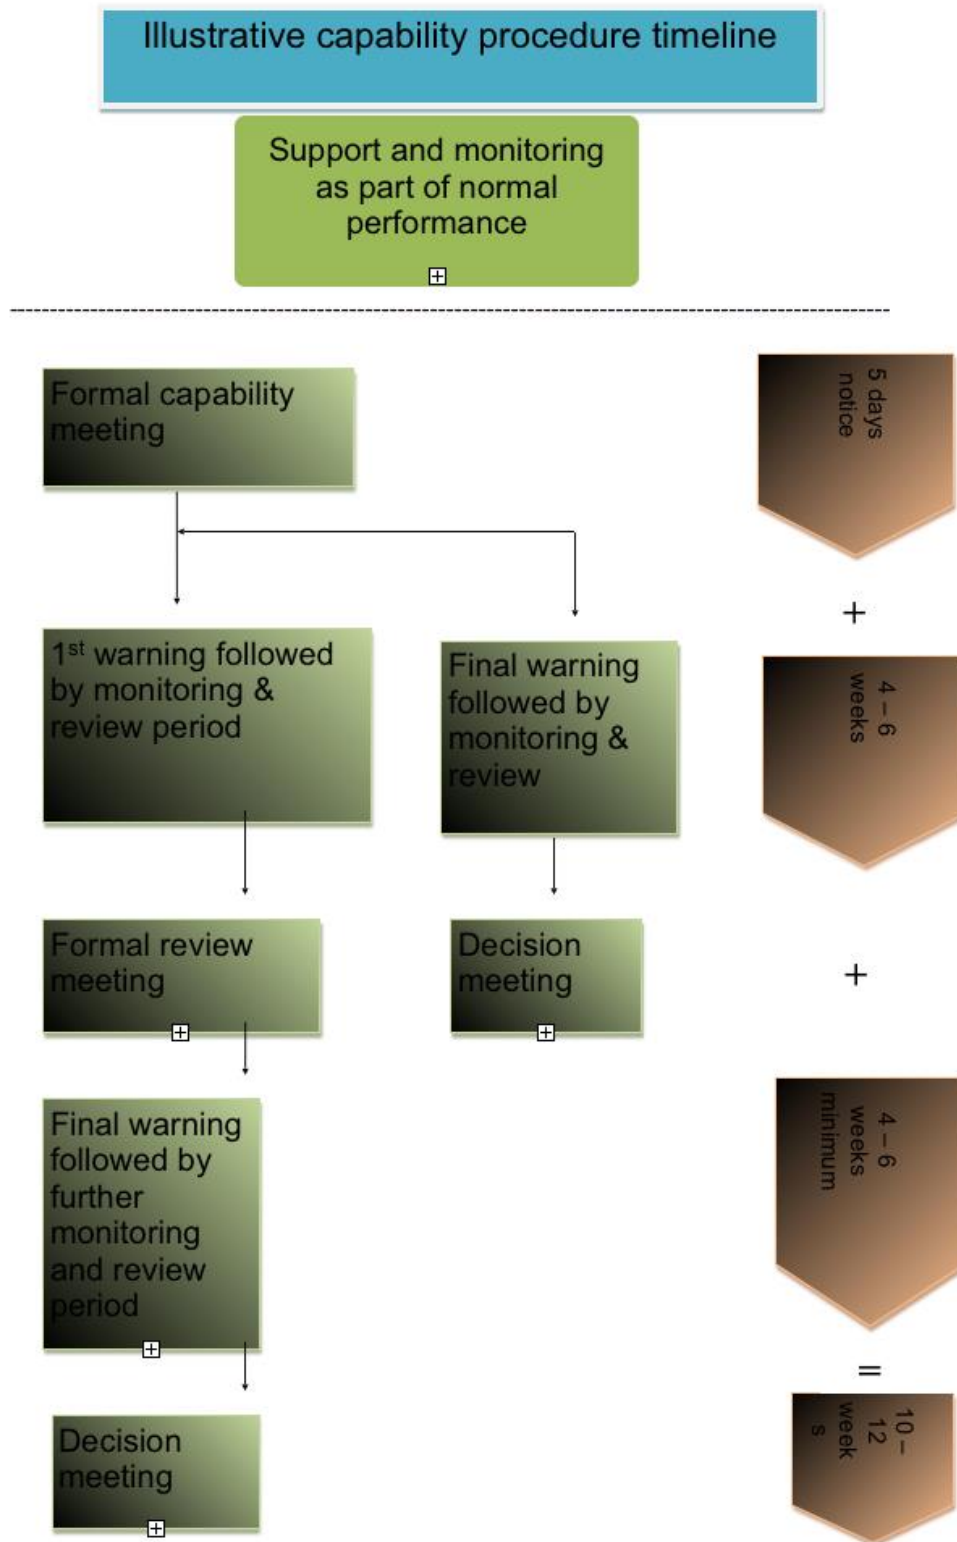 Illustrative capability procedure timeline
Support and monitoring
as part of normal
performance
Formal capability
meeting
5 days
notice
+
1st warning followed
by monitoring &
review period
Final warning
followed by
monitoring &
review
4 – 6
weeks
Formal review
meeting
Decision
meeting
+
Final warning
followed by
further
monitoring
and review
period
4 – 6
weeks
minimum
=
Decision
meeting
10 –
12
week
s